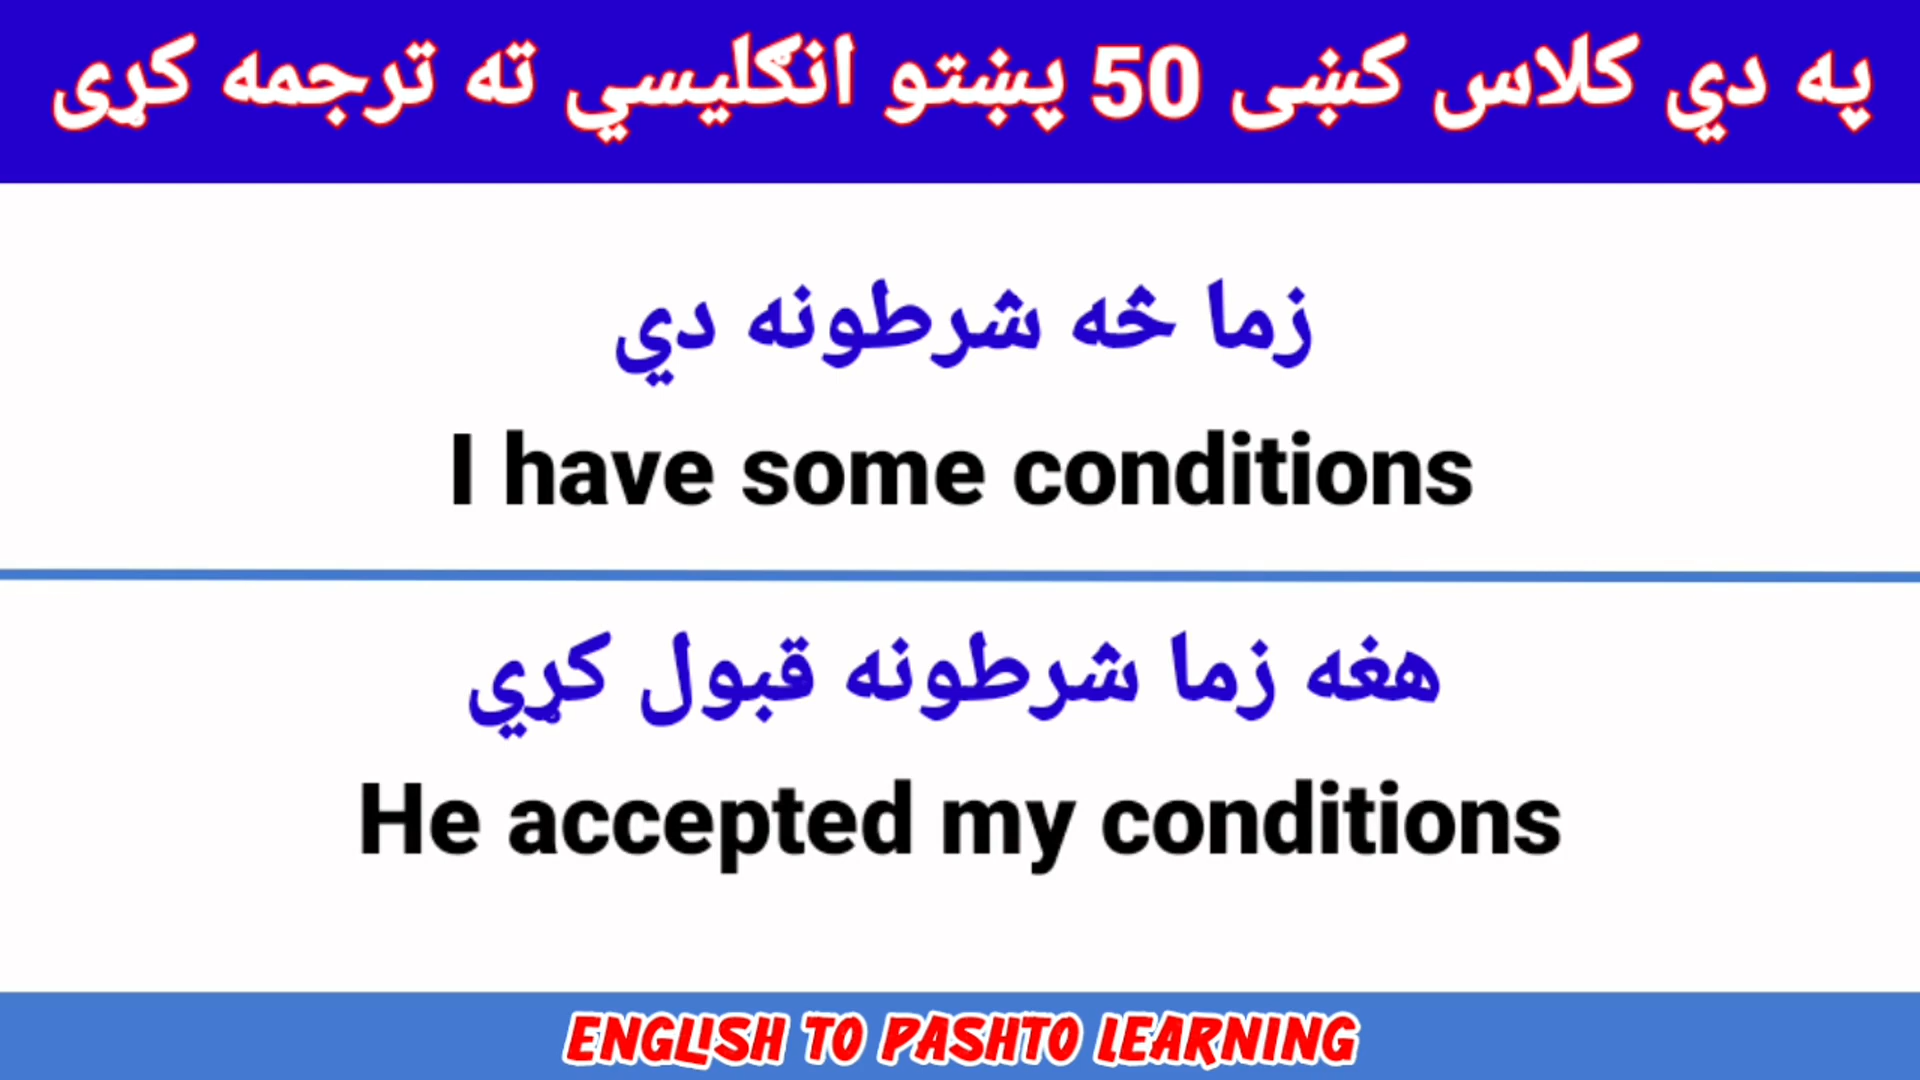 په دي کلاس کښی 50 پښتو انګلیسي ته ترجمه کړی
زما څه شرطونه دي
I have some conditions
هغه زما شرطونه قبول کړي
He accepted my conditions
ENGLISH TO PASHTO LEARNING